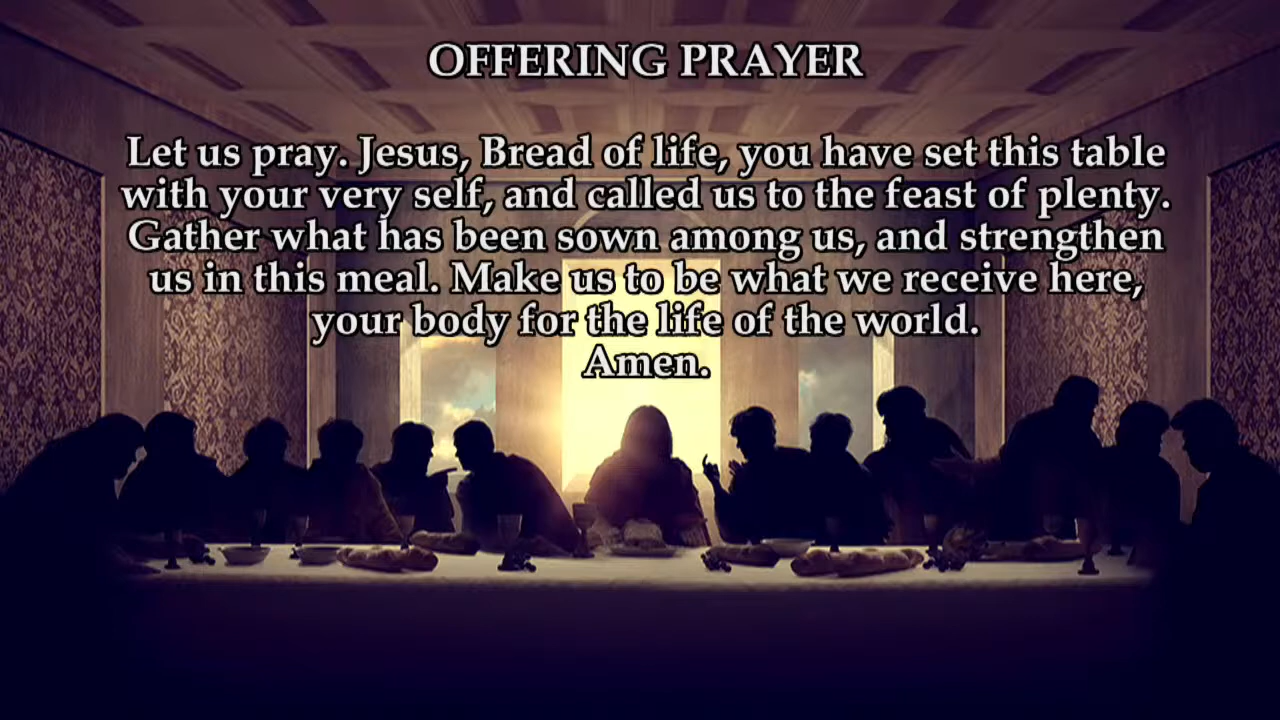 OFFERING PRAYER
Let us pray. Jesus, Bread of life, you have set this table
with your very self, and called us to the feast of plenty.
Gather what has been sown among us, and strengthen
us in this meal. Make us to be what we receive here,
your body for the life of the world.
Amen.